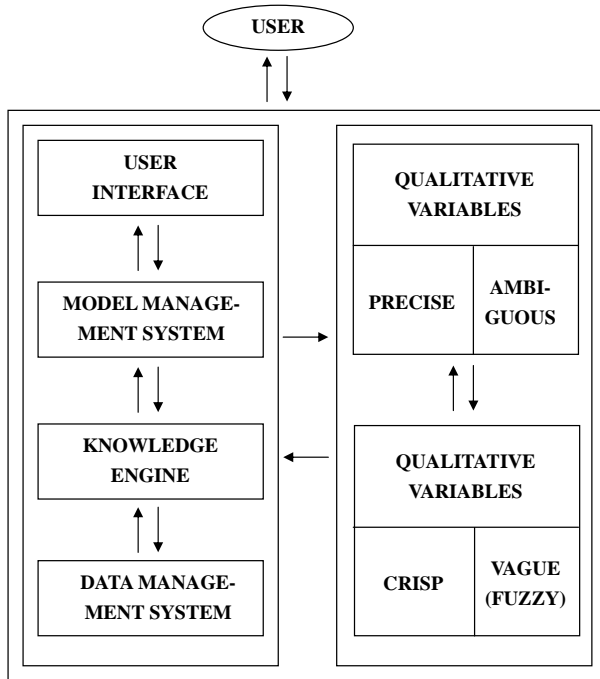 USER
USER
INTERFACE
MODEL MANAGE-
MENT SYSTEM
KNOWLEDGE
ENGINE
DATA MANAGE-
MENT SYSTEM
QUALITATIVE
VARIABLES
PRECISE
AMBI-
GUOUS
QUALITATIVE
VARIABLES
CRISP
VAGUE
(FUZZY)